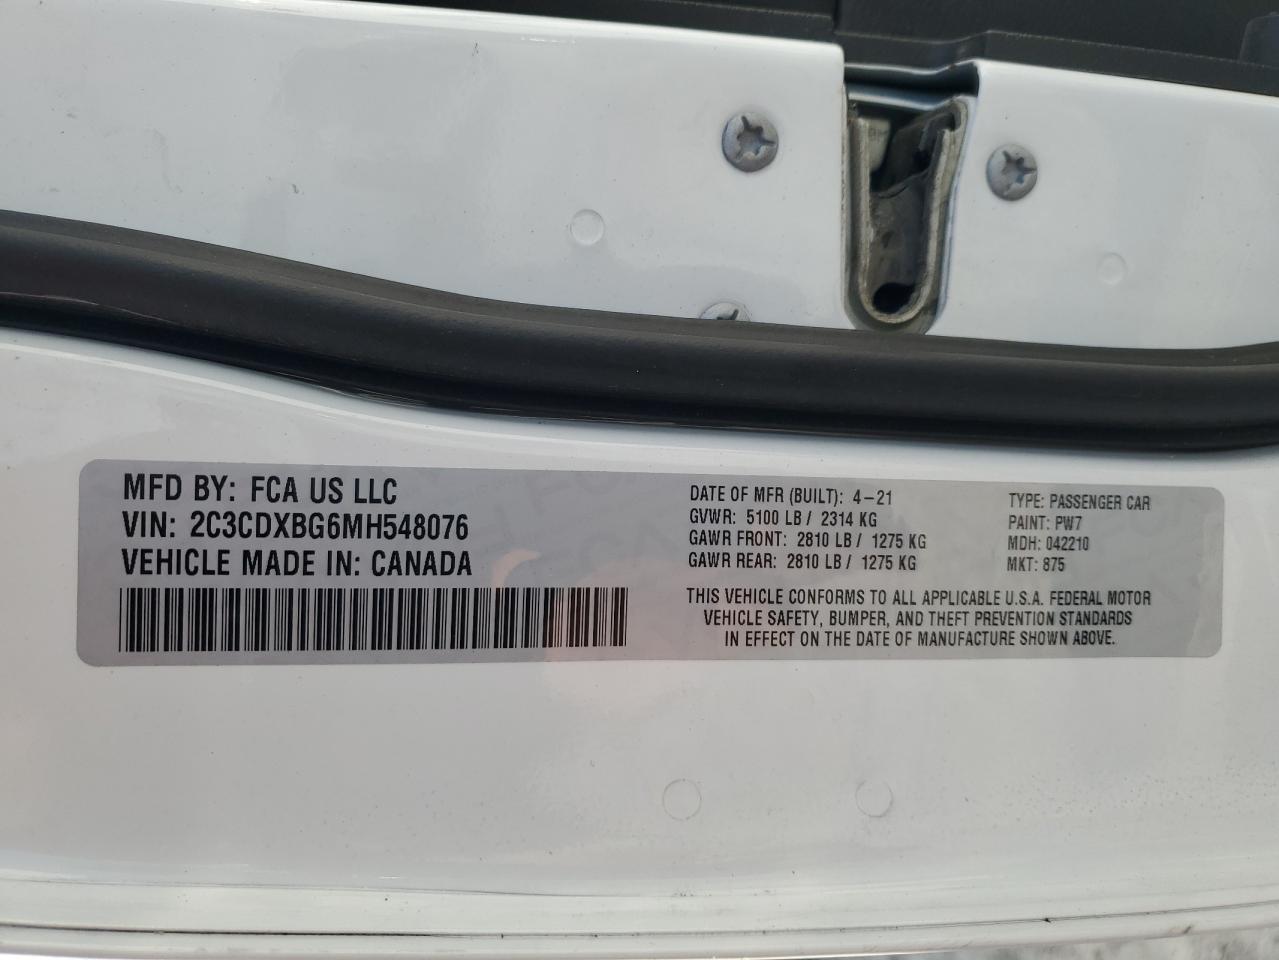 MFD BY: FCA US LLC
VIN: 2C3CDXBG6MH548076
VEHICLE MADE IN: CANADA
DATE OF MFR (BUILT): 4-21
GVWR: 5100 LB / 2314 KG
GAWR FRONT: 2810 LB / 1275 KG
GAWR REAR: 2810 LB / 1275 KG
TYPE: PASSENGER CAR
PAINT: PW7
MDH: 042210
MKT: 875
THIS VEHICLE CONFORMS TO ALL APPLICABLE U.S.A. FEDERAL MOTOR
VEHICLE SAFETY, BUMPER, AND THEFT PREVENTION STANDARDS
IN EFFECT ON THE DATE OF MANUFACTURE SHOWN ABOVE.